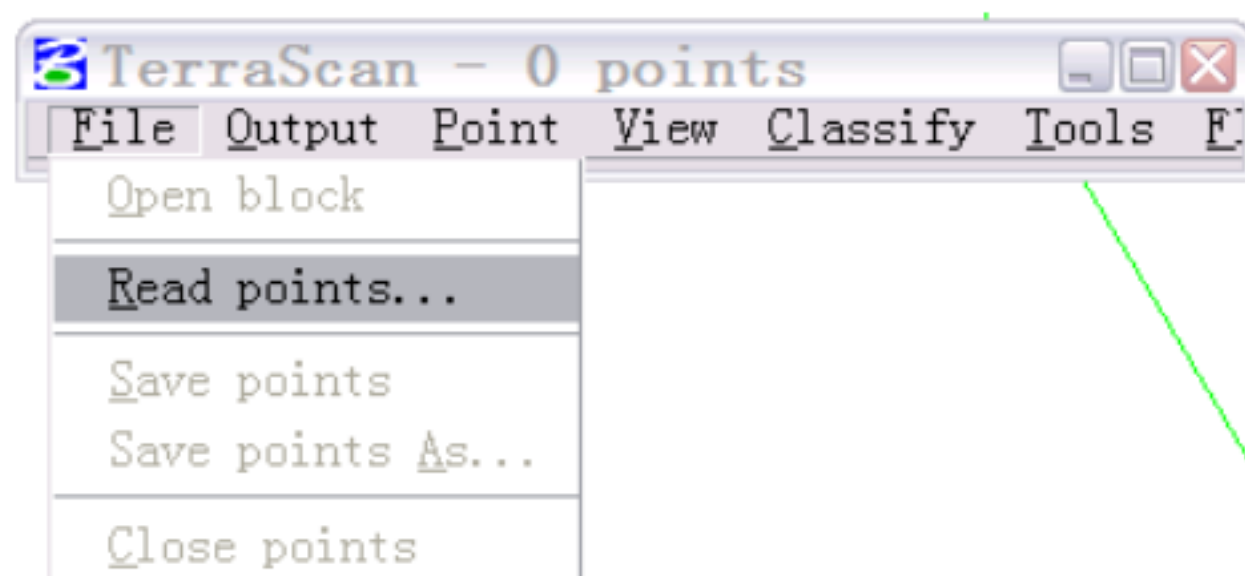 TerraScan - 0 points
File Output Point View Classify Tools
Open block
Read points...
Save points
Save points As...
Close points